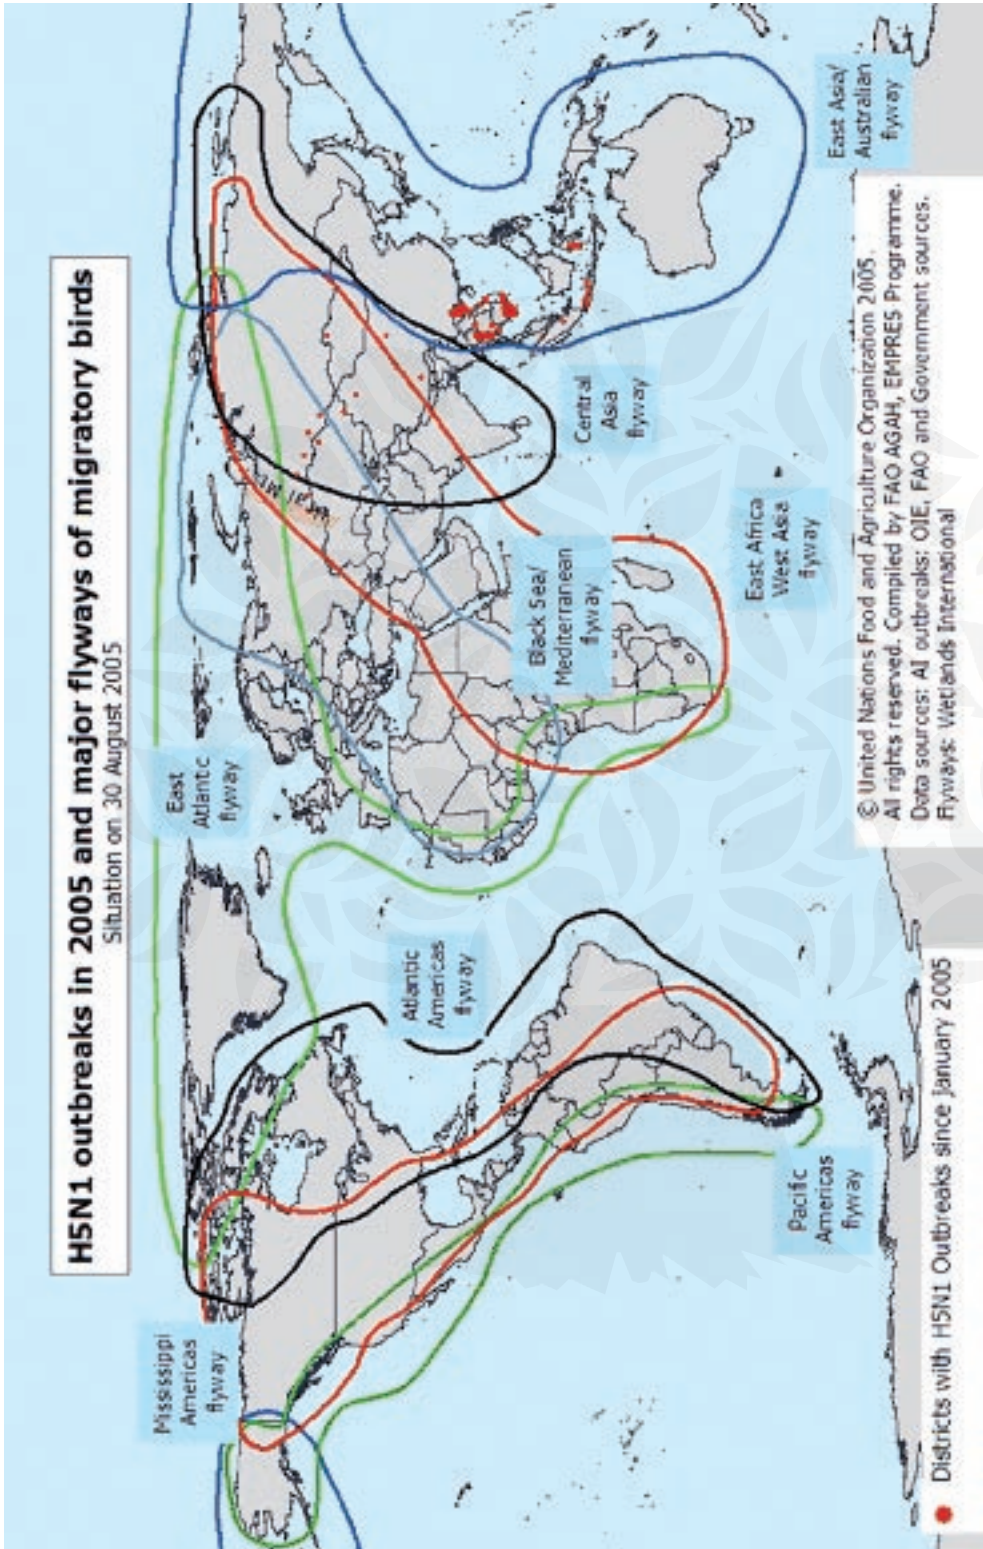 H5N1 outbreaks in 2005 and major flyways of migratory birds
Situation on 30 August 2005
Mississippi
Americas
flyway
East
Atlantic
flyway
Atlantic
Americas
flyway
Black Sea/
Mediterranean
flyway
Central
Asia
flyway
East Africa
West Asia
flyway
Pacific
Americas
flyway
East Asia/
Australian
flyway
Districts with H5N1 Outbreaks since January 2005
© United Nations Food and Agriculture Organization 2005.
All rights reserved. Compiled by FAO AGAH, EMPRES Programme.
Data sources: All outbreaks: OIE, FAO and Government sources.
Flyways: Wetlands International